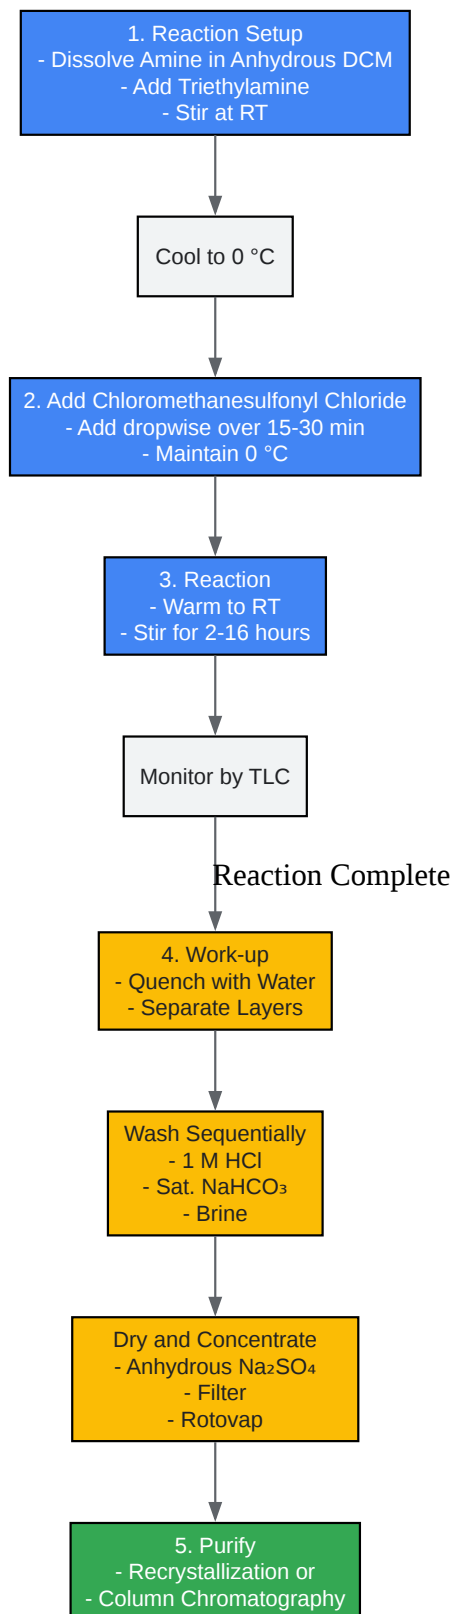 1. Reaction Setup
- Dissolve Amine in Anhydrous DCM
- Add Triethylamine
- Stir at RT
Cool to 0 °C
2. Add Chloromethanesulfonyl Chloride
- Add dropwise over 15-30 min
- Maintain 0 °C
3. Reaction
- Warm to RT
- Stir for 2-16 hours
Monitor by TLC
Reaction Complete
4. Work-up
- Quench with Water
- Separate Layers
Wash Sequentially
- 1 M HCl
- Sat. NaHCO₃
- Brine
Dry and Concentrate
- Anhydrous Na₂SO₄
- Filter
- Rotovap
5. Purify
- Recrystallization or
- Column Chromatography